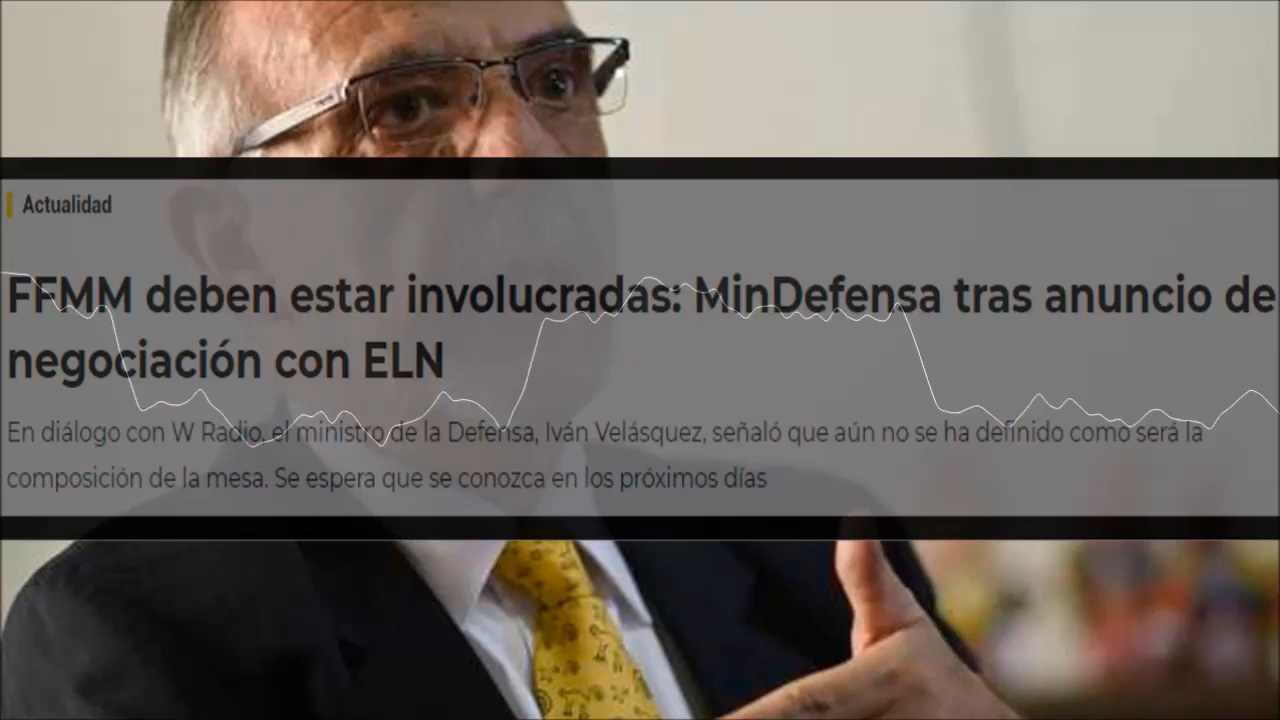 Actualidad
FFMM deben estar involucradas: MinDefensa tras anuncio de
negociación con ELN
En diálogo con W Radio, el ministro de la Defensa, Iván Velásquez, señaló que aún no se ha definido como será la
composición de la mesa. Se espera que se conozca en los próximos días